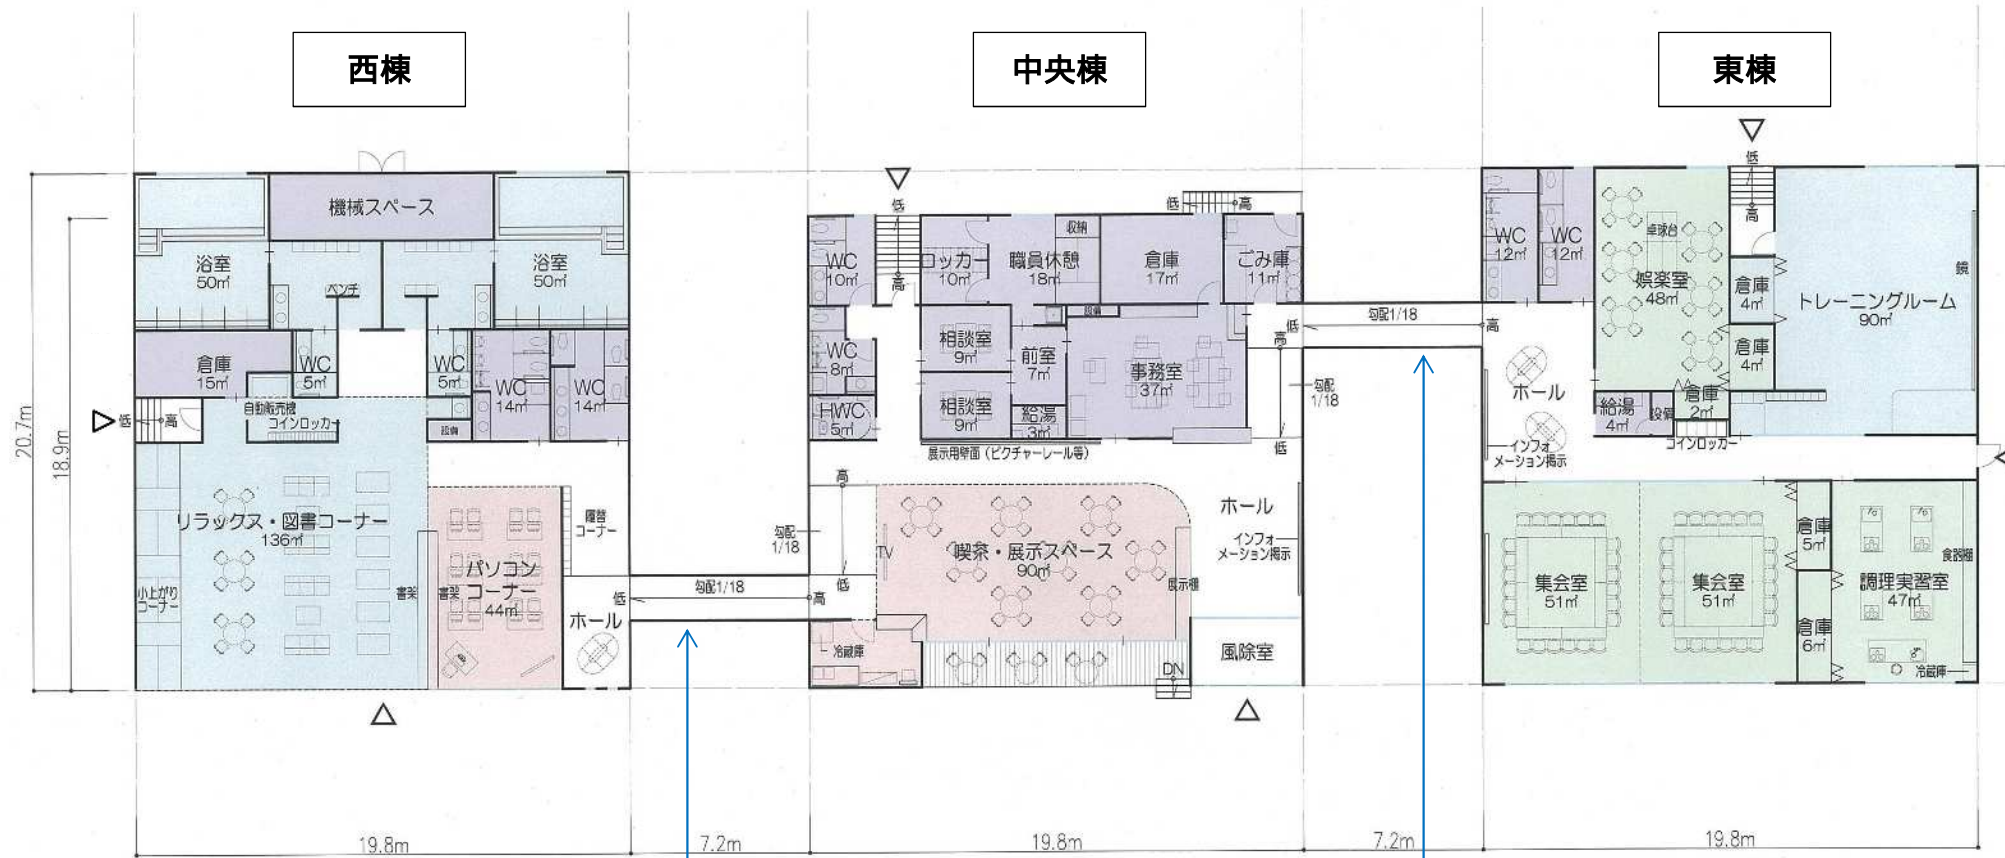 西棟
中央棟
東棟
機械スペース
浴室
50㎡
ベンチ
浴室
50㎡
倉庫
15㎡
WC
5㎡
WC
5㎡
WC
14㎡
WC
14㎡
低
高
自動販売機
コインロッカー
設備
リラックス・図書コーナー
136㎡
小上がり
コーナー
書架
書架
パソコン
コーナー
44㎡
履替
コーナー
ホール
20.7m
18.9m
低
勾配1/18
高
低
高
WC
10㎡
WC
8㎡
HWC
5㎡
ロッカー
10㎡
収納
職員休憩
18㎡
倉庫
17㎡
低
高
ごみ庫
11㎡
相談室
9㎡
相談室
9㎡
前室
7㎡
給湯
3㎡
設備
事務室
37㎡
展示用壁面（ピクチャーレール等）
高
勾配
1/18
低
TV
喫茶・展示スペース
90㎡
展示棚
冷蔵庫
DN
ホール
インフォ
メーション掲示
風除室
高
勾配
1/18
低
低
勾配1/18
高
WC
12㎡
WC
12㎡
卓球台
娯楽室
48㎡
低
高
倉庫
4㎡
倉庫
4㎡
倉庫
2㎡
トレーニングルーム
90㎡
鏡
ホール
給湯
4㎡
設備
コインロッカー
インフォ
メーション掲示
集会室
51㎡
集会室
51㎡
倉庫
5㎡
倉庫
6㎡
食器棚
調理実習室
47㎡
冷蔵庫
19.8m
7.2m
19.8m
7.2m
19.8m